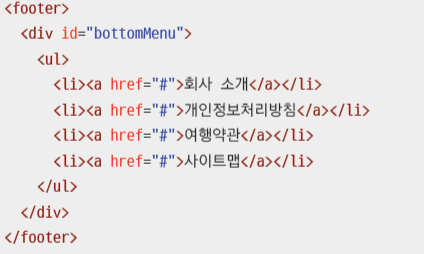 <footer>
  <div id="bottomMenu">
    <ul>
      <li><a href="#">회사 소개</a></li>
      <li><a href="#">개인정보처리방침</a></li>
      <li><a href="#">여행약관</a></li>
      <li><a href="#">사이트맵</a></li>
    </ul>
  </div>
</footer>